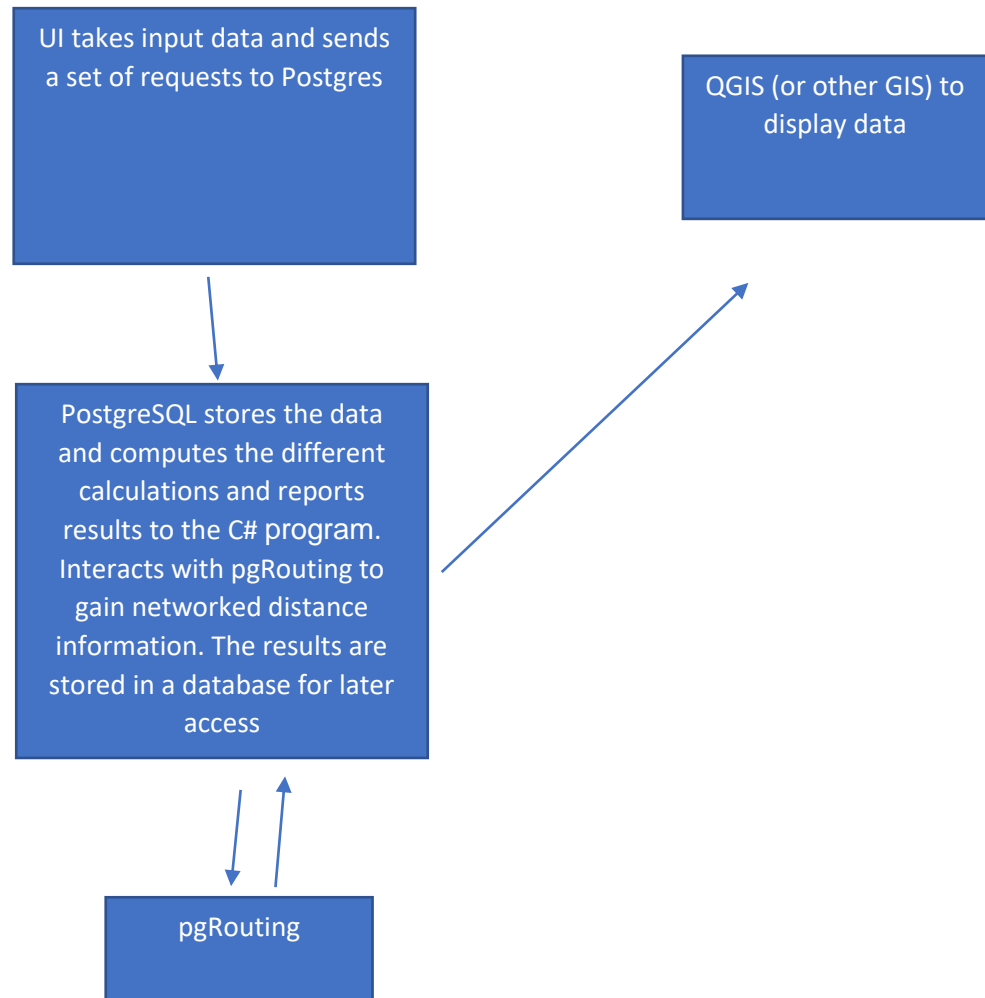 UI takes input data and sends
a set of requests to Postgres
QGIS (or other GIS) to
display data
PostgreSQL stores the data
and computes the different
calculations and reports
results to the C# program.
Interacts with pgRouting to
gain networked distance
information. The results are
stored in a database for later
access
pgRouting